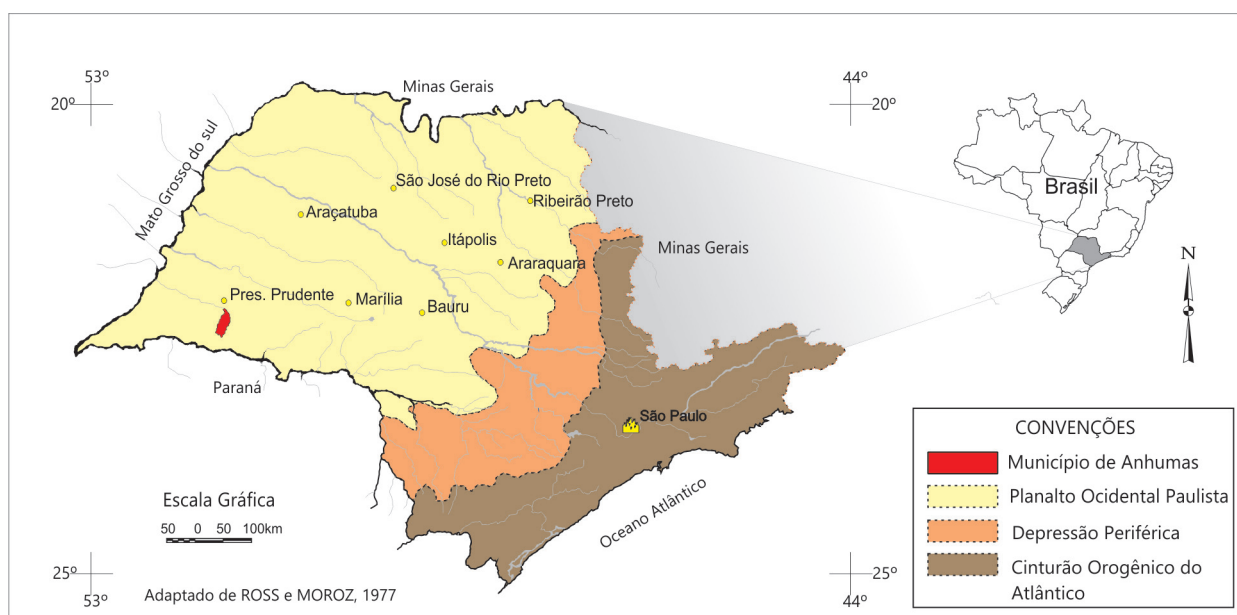 53º
44º
20º
20º
Minas Gerais
Mato Grosso do sul
São José do Rio Preto
Ribeirão Preto
Araçatuba
Itápolis
Araraquara
Minas Gerais
Brasil
N
Pres. Prudente
Marília
Bauru
Paraná
São Paulo
Oceano Atlântico
Escala Gráfica
50 0 50 100km
25º
25º
53º
44º
Adaptado de ROSS e MOROZ, 1977
CONVENÇÕES
Município de Anhumas
Planalto Ocidental Paulista
Depressão Periférica
Cinturão Orogênico do
Atlântico